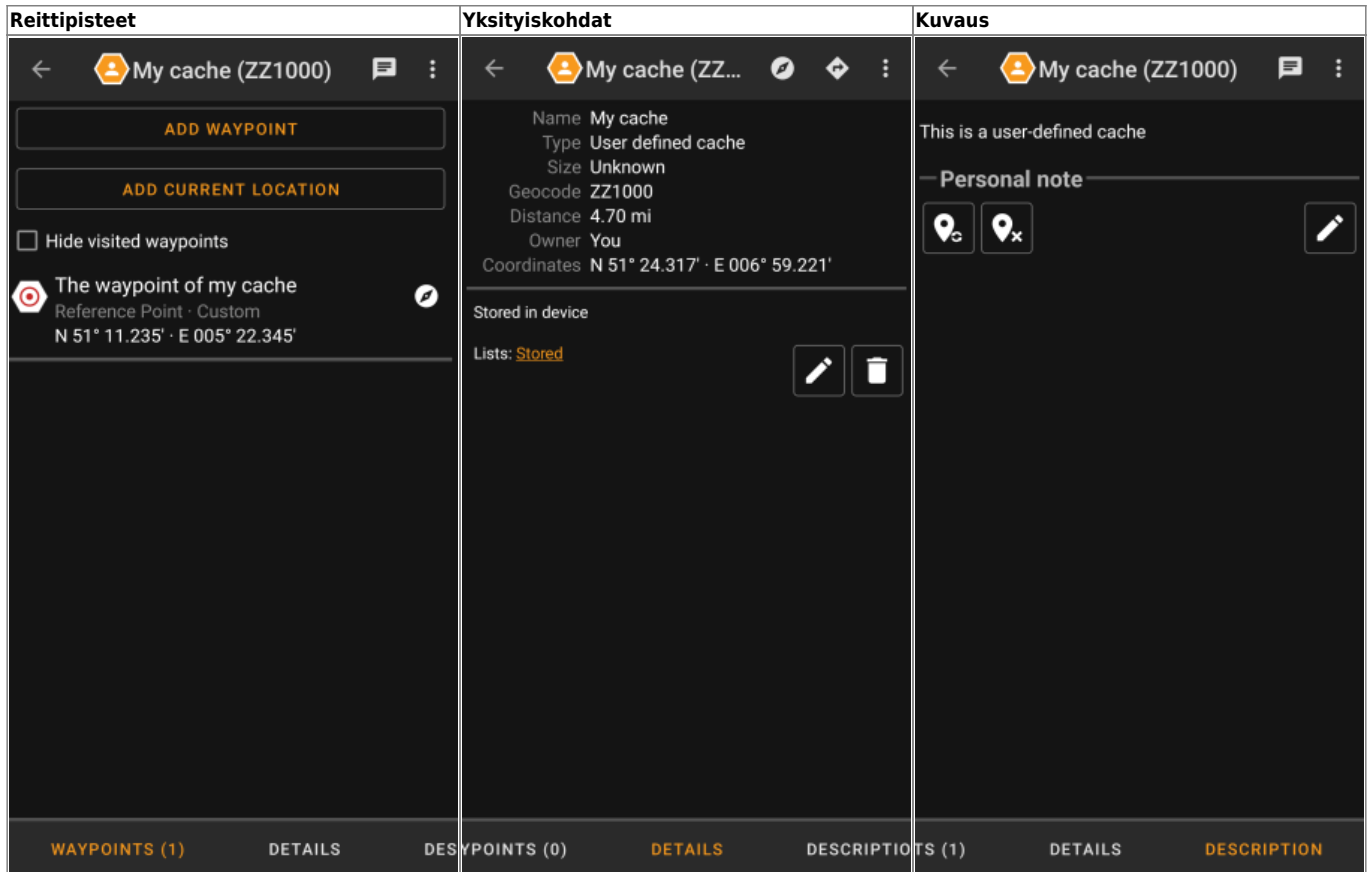 Reittipisteet
My cache (ZZ1000)
ADD WAYPOINT
ADD CURRENT LOCATION
Hide visited waypoints
The waypoint of my cache
Reference Point · Custom
N 51° 11.235' · E 005° 22.345'
WAYPOINTS (1) DETAILS DES
Yksityiskohdat
My cache (ZZ...
Name My cache
Type User defined cache
Size Unknown
Geocode ZZ1000
Distance 4.70 mi
Owner You
Coordinates N 51° 24.317' · E 006° 59.221'
Stored in device
Lists: Stored
YPOINTS (0) DETAILS DESCRIPTIO
Kuvaus
My cache (ZZ1000)
This is a user-defined cache
Personal note
TS (1) DETAILS DESCRIPTION